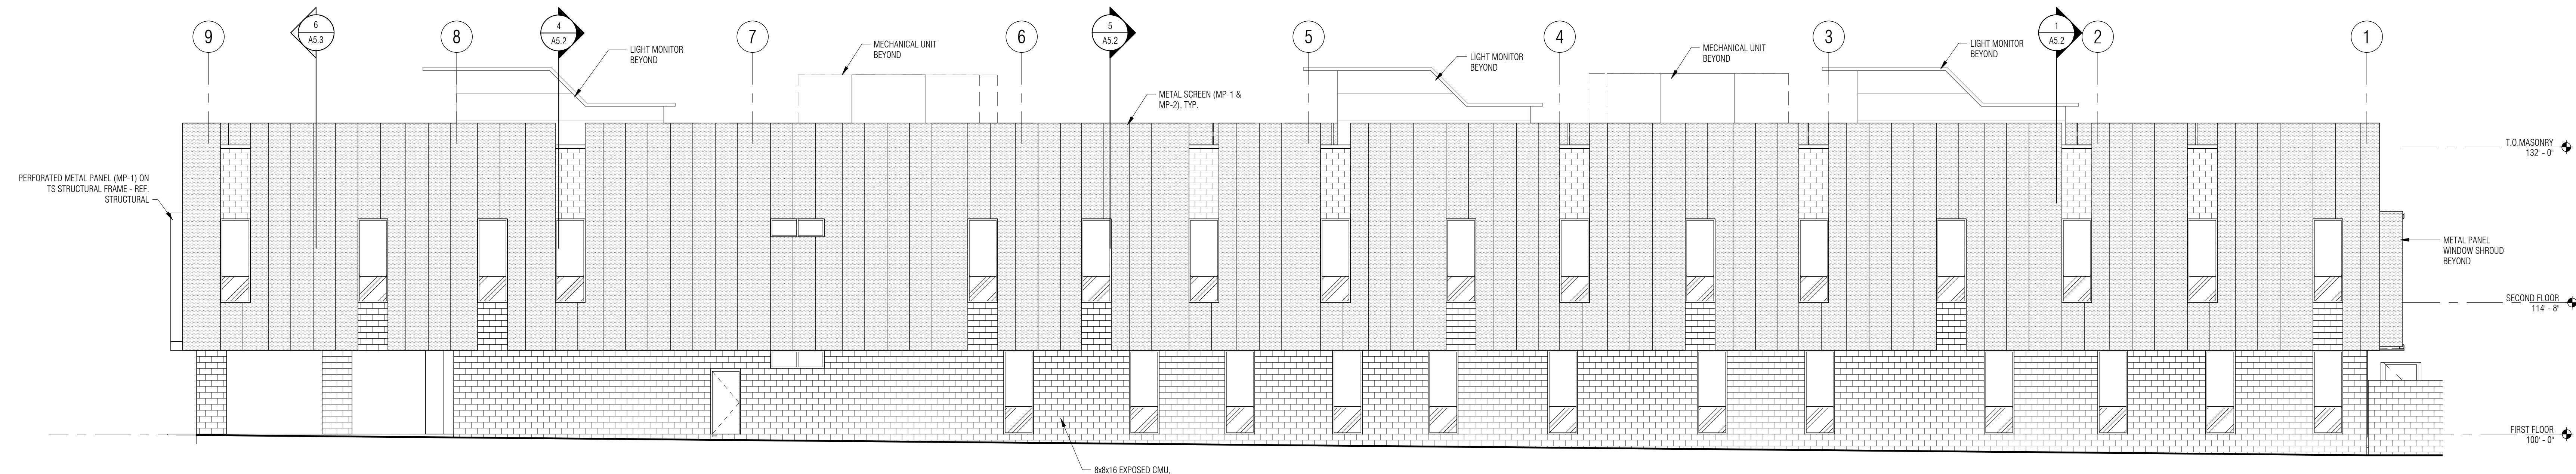 9
6
A5.3
8
4
A5.2
7
6
5
A5.2
5
4
3
1
A5.2
2
1
LIGHT MONITOR
BEYOND
MECHANICAL UNIT
BEYOND
LIGHT MONITOR
BEYOND
MECHANICAL UNIT
BEYOND
LIGHT MONITOR
BEYOND
METAL SCREEN (MP-1 &
MP-2), TYP.
T.O.MASONRY
132' - 0"
PERFORATED METAL PANEL (MP-1) ON
TS STRUCTURAL FRAME - REF.
STRUCTURAL
METAL PANEL
WINDOW SHROUD
BEYOND
SECOND FLOOR
114' - 8"
FIRST FLOOR
100' - 0"
8x8x16 EXPOSED CMU,